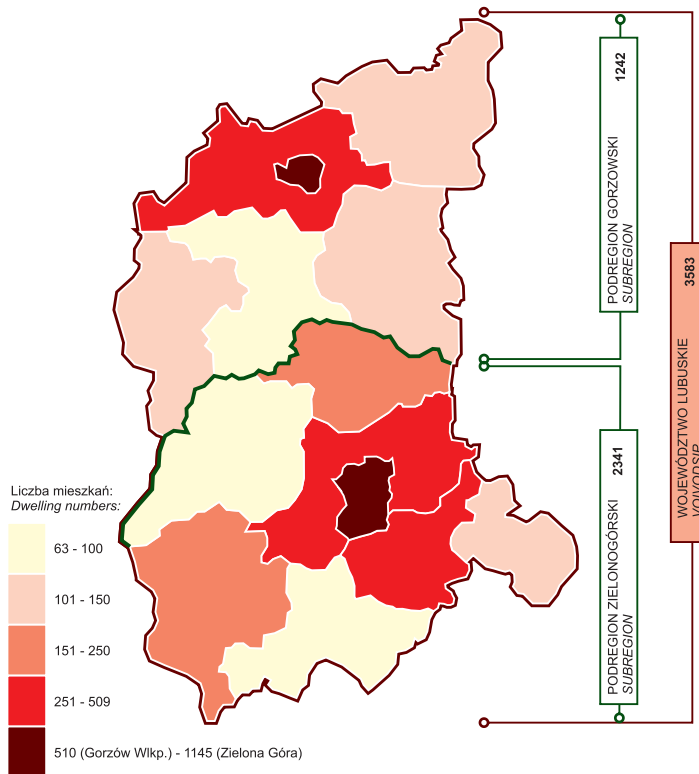 1242
PODREGION GORZOWSKI
SUBREGION
3583
WOJEWÓDZTWO LUBUSKIE
VOIVODSIP
2341
PODREGION ZIELONOGÓRSKI
SUBREGION
Liczba mieszkań:
Dwelling numbers:
63 - 100
101 - 150
151 - 250
251 - 509
510 (Gorzów Wlkp.) - 1145 (Zielona Góra)